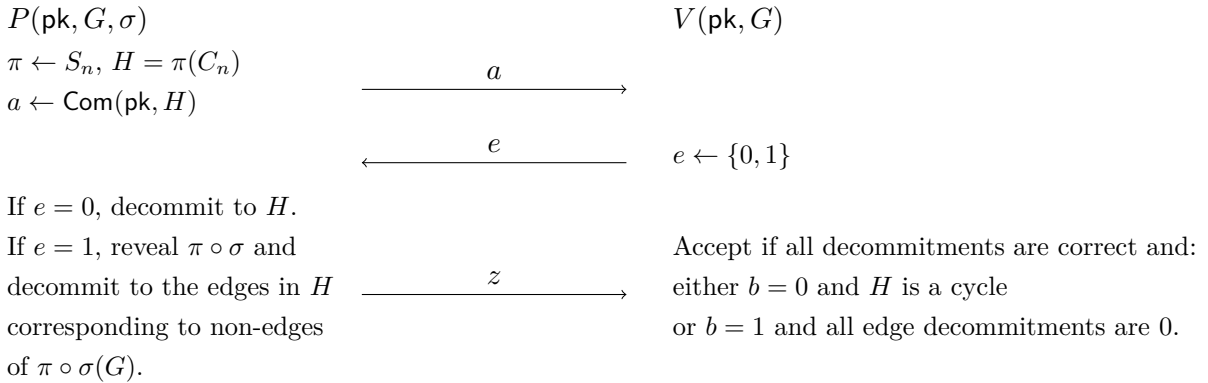 P(pk, G, σ)
V(pk, G)
π ← S_n, H = π(C_n)
a
a ← Com(pk, H)
e
e ← {0, 1}
If e = 0, decommit to H.
If e = 1, reveal π ∘ σ and
Accept if all decommitments are correct and:
decommit to the edges in H
z
either b = 0 and H is a cycle
corresponding to non-edges
or b = 1 and all edge decommitments are 0.
of π ∘ σ(G).